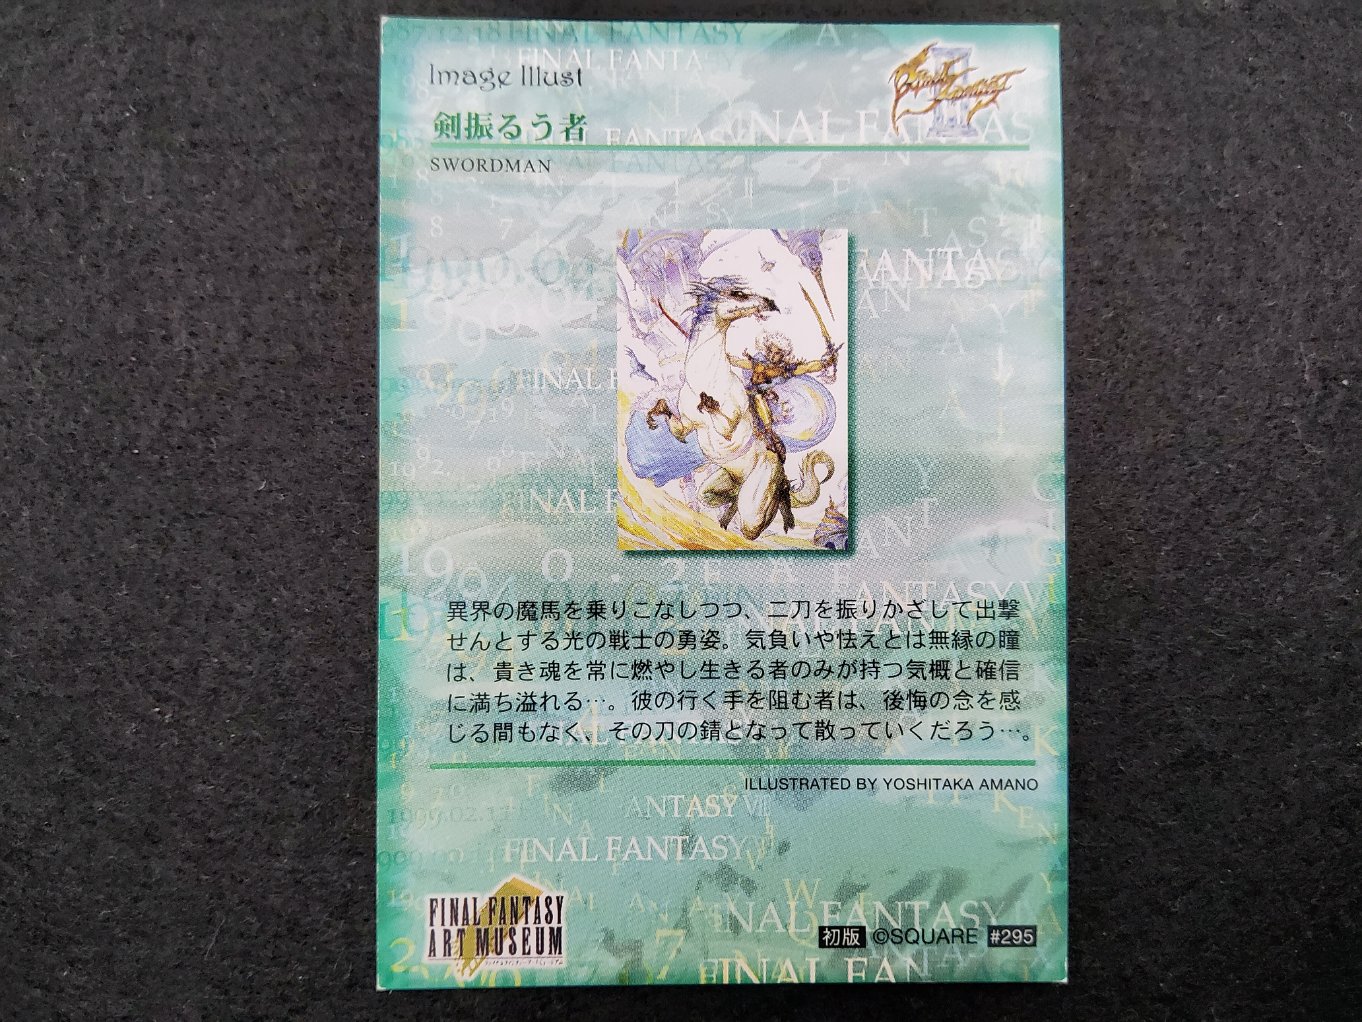 Image Illust
FINAL FANTASY III
剣振るう者
SWORDMAN
異界の魔馬を乗りこなしつつ、二刀を振りかざして出撃
せんとする光の戦士の勇姿。気負いや怯えとは無縁の瞳
は、貴き魂を常に燃やし生きる者のみが持つ気概と確信
に満ち溢れる…。彼の行く手を阻む者は、後悔の念を感
じる間もなく、その刀の錆となって散っていくだろう…。
ILLUSTRATED BY YOSHITAKA AMANO
ANTASY VII
FINAL FANTASY
FINAL FANTASY
ART MUSEUM
初版 ©SQUARE #295